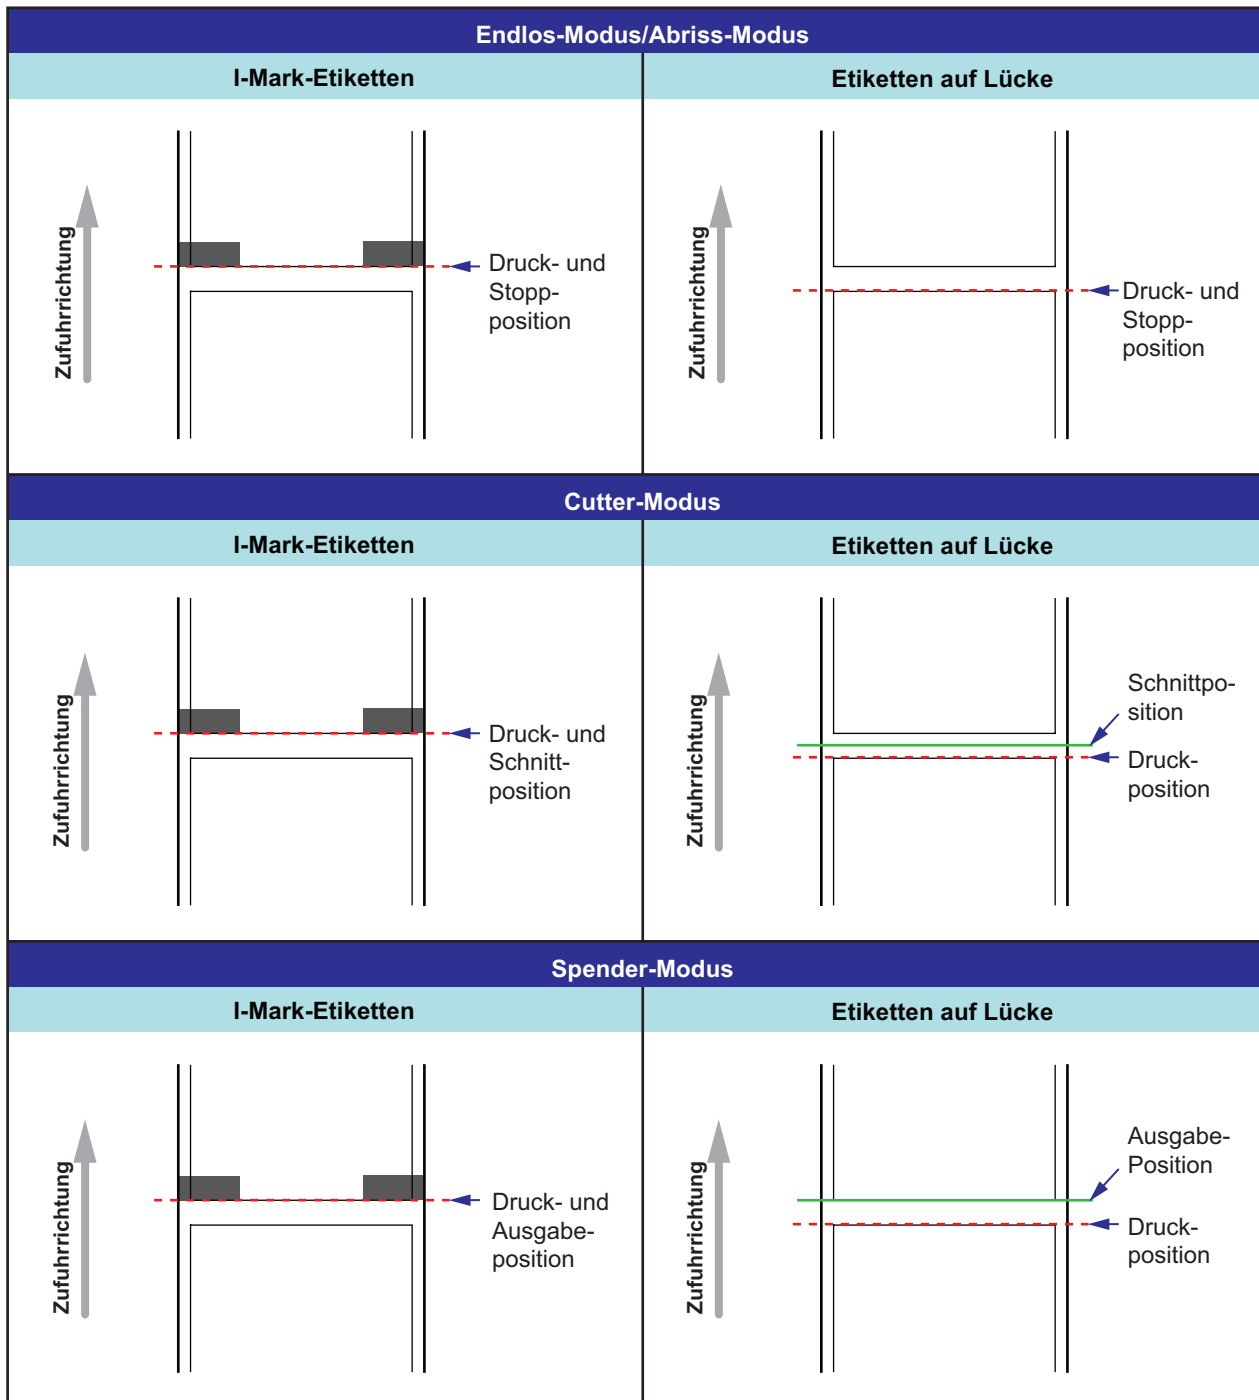 Endlos-Modus/Abriss-Modus
I-Mark-Etiketten
Etiketten auf Lücke
Zufuhrrichtung
Druck- und
Stopp-
position
Zufuhrrichtung
Druck- und
Stopp-
position
Cutter-Modus
I-Mark-Etiketten
Etiketten auf Lücke
Zufuhrrichtung
Druck- und
Schnitt-
position
Zufuhrrichtung
Schnittpo-
sition
Druck-
position
Spender-Modus
I-Mark-Etiketten
Etiketten auf Lücke
Zufuhrrichtung
Druck- und
Ausgabe-
position
Zufuhrrichtung
Ausgabe-
Position
Druck-
position